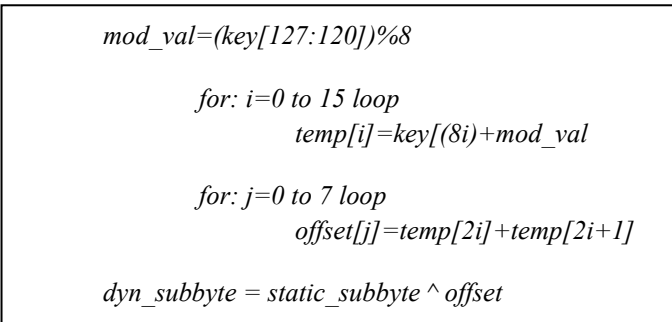 mod_val=(key[127:120])%8
for: i=0 to 15 loop
temp[i]=key[(8i)+mod_val
for: j=0 to 7 loop
offset[j]=temp[2i]+temp[2i+1]
dyn_subbyte = static_subbyte ^ offset